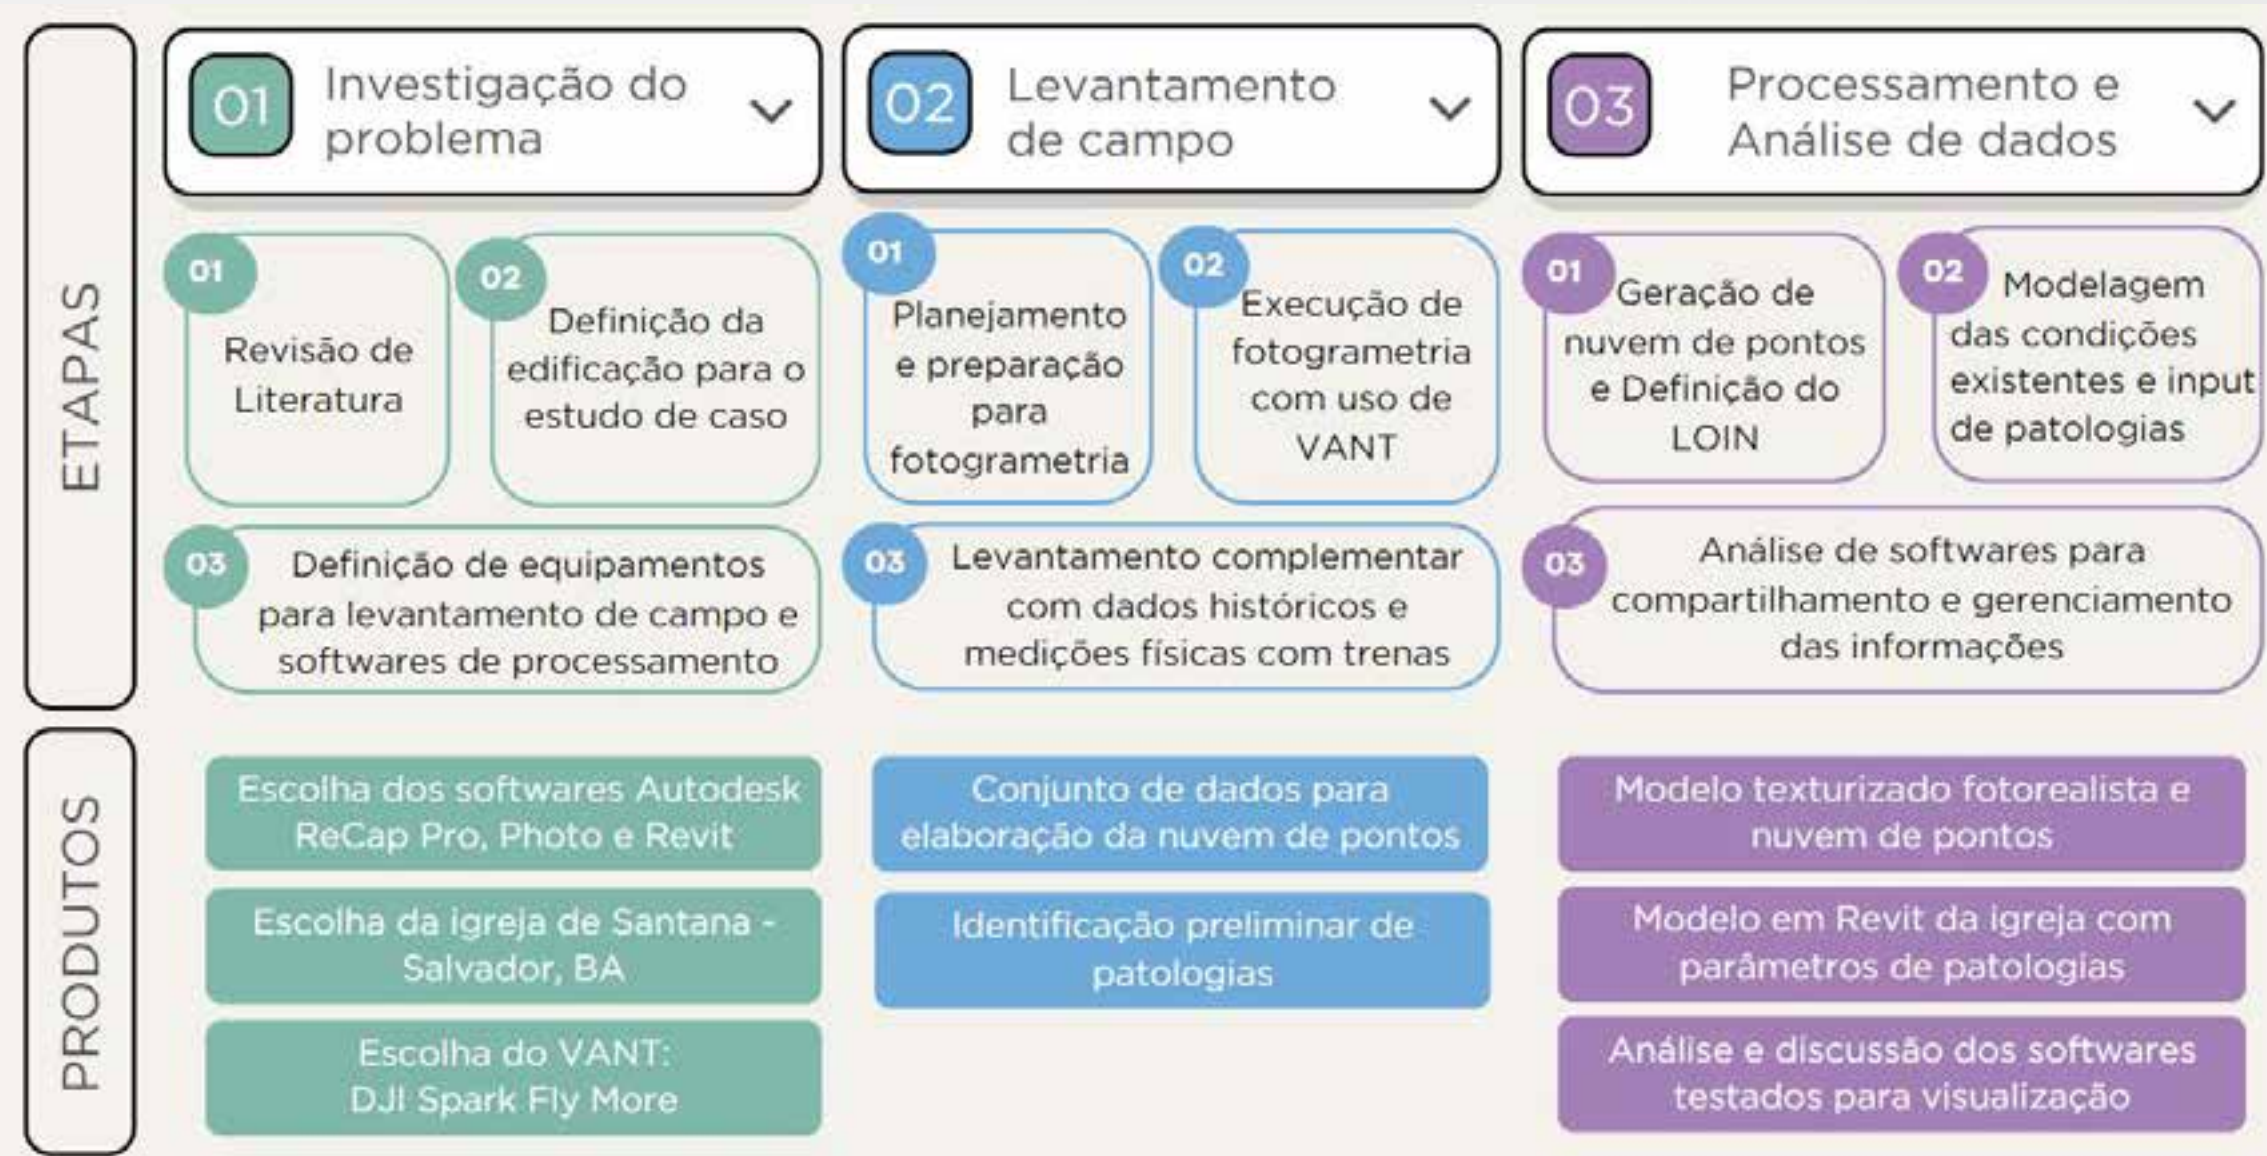 ETAPAS
01
Investigação do
problema
01
Revisão de
Literatura
02
Definição da
edificação para o
estudo de caso
03
Definição de equipamentos
para levantamento de campo e
softwares de processamento
02
Levantamento
de campo
01
Planejamento
e preparação
para
fotogrametria
02
Execução de
fotogrametria
com uso de
VANT
03
Levantamento complementar
com dados históricos e
medições físicas com trenas
03
Processamento e
Análise de dados
01
Geração de
nuvem de pontos
e Definição do
LOIN
02
Modelagem
das condições
existentes e input
de patologias
03
Análise de softwares para
compartilhamento e gerenciamento
das informações
PRODUTOS
Escolha dos softwares Autodesk
ReCap Pro, Photo e Revit
Escolha da igreja de Santana -
Salvador, BA
Escolha do VANT:
DJI Spark Fly More
Conjunto de dados para
elaboração da nuvem de pontos
Identificação preliminar de
patologias
Modelo texturizado fotorealista e
nuvem de pontos
Modelo em Revit da igreja com
parâmetros de patologias
Análise e discussão dos softwares
testados para visualização